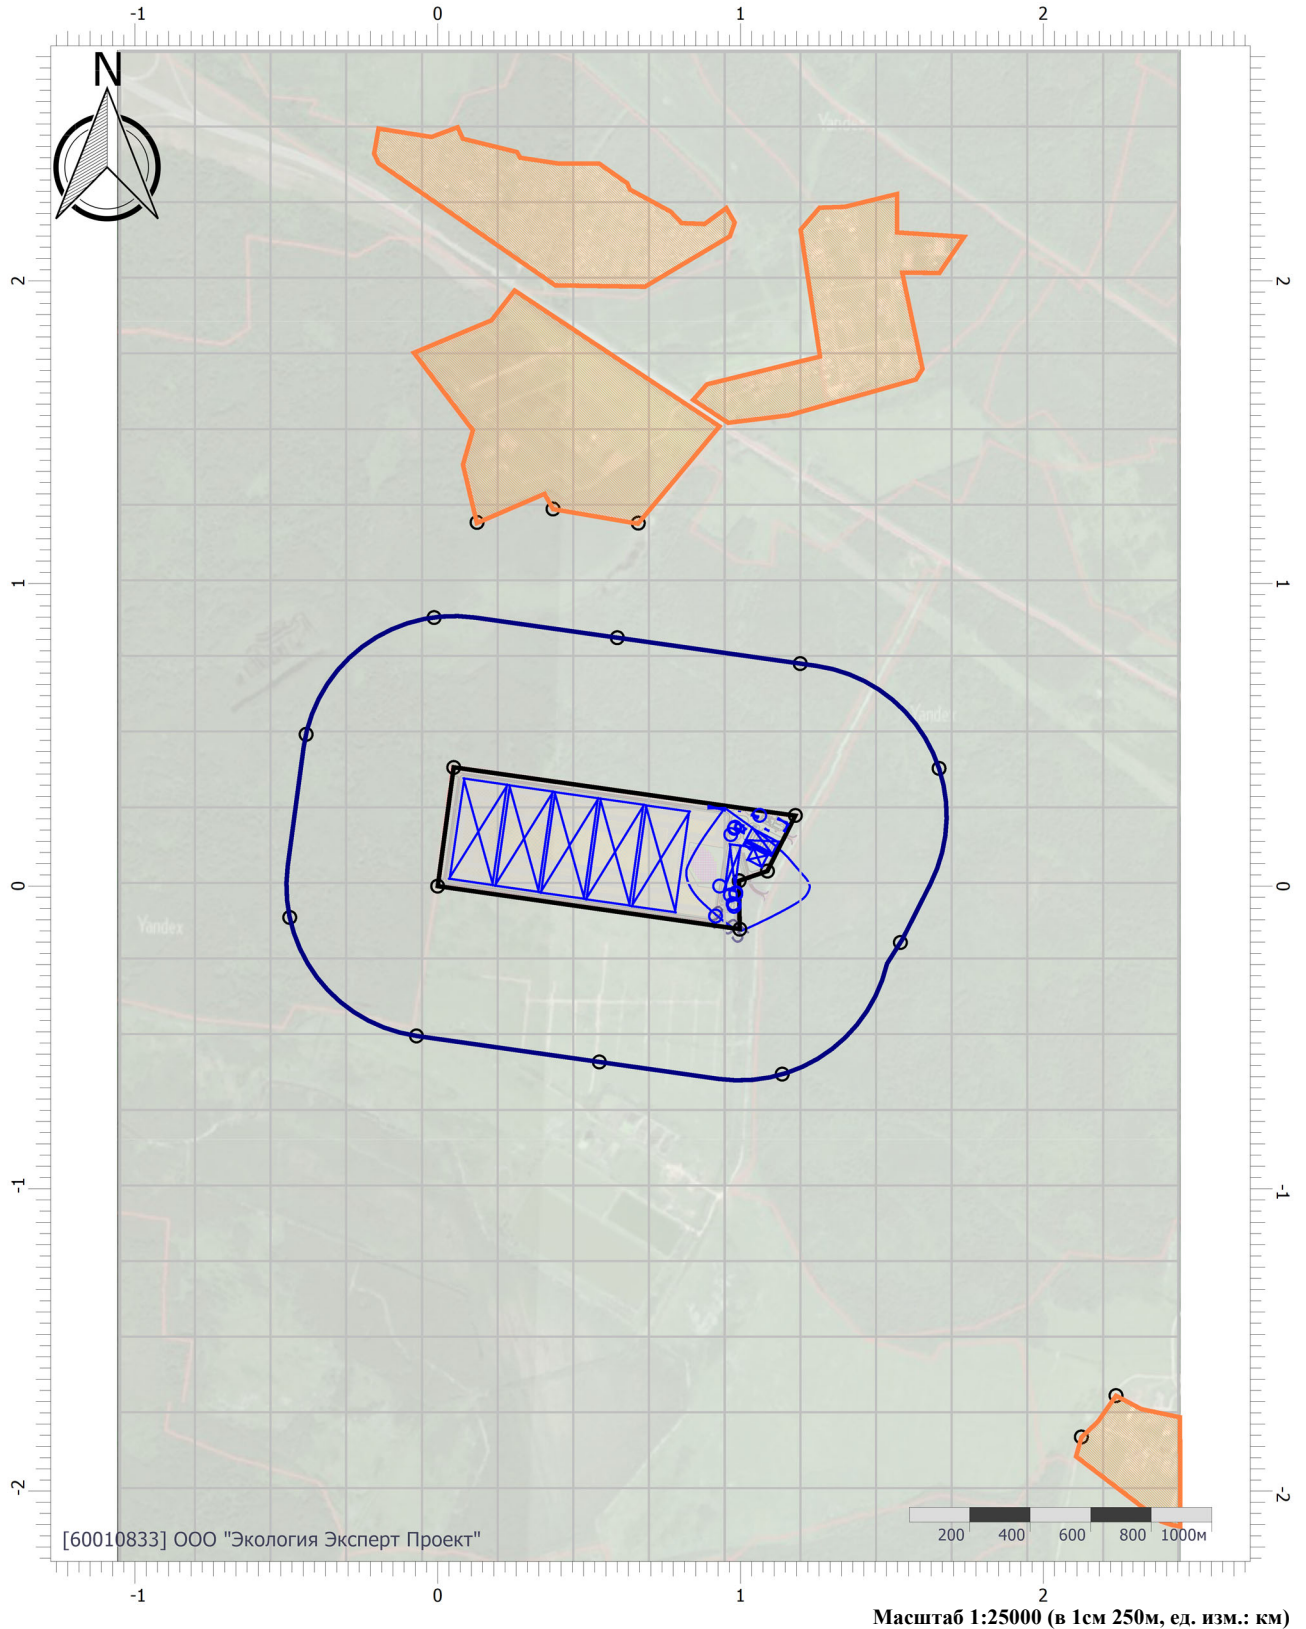 -1 0 1 2
N
Yandex
2 2
1 1
Yandex
0 0
Yandex
-1 -1
-2 -2
200 400 600 800 1000м
[60010833] ООО "Экология Эксперт Проект"
-1 0 1 2
Масштаб 1:25000 (в 1см 250м, ед. изм.: км)